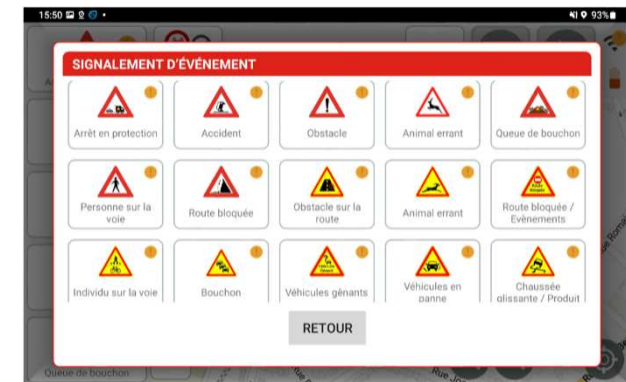 15:50
93%
SIGNALEMENT D'ÉVÉNEMENT
Arrêt en protection
Accident
Obstacle
Animal errant
Queue de bouchon
Personne sur la
voie
Route bloquée
Obstacle sur la
route
Animal errant
Route bloquée /
Evènements
Individu sur la voie
Bouchon
Véhicules gênants
Véhicules en
panne
Chaussée
glissante / Produit
RETOUR
Queue de bouchon